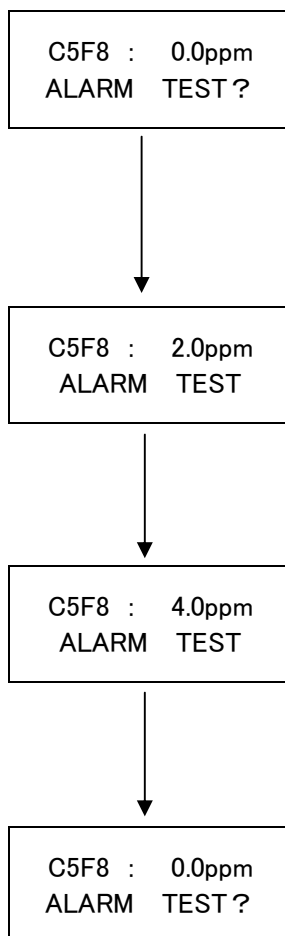 C5F8 : 0.0ppm
ALARM TEST?
C5F8 : 2.0ppm
ALARM TEST
C5F8 : 4.0ppm
ALARM TEST
C5F8 : 0.0ppm
ALARM TEST?